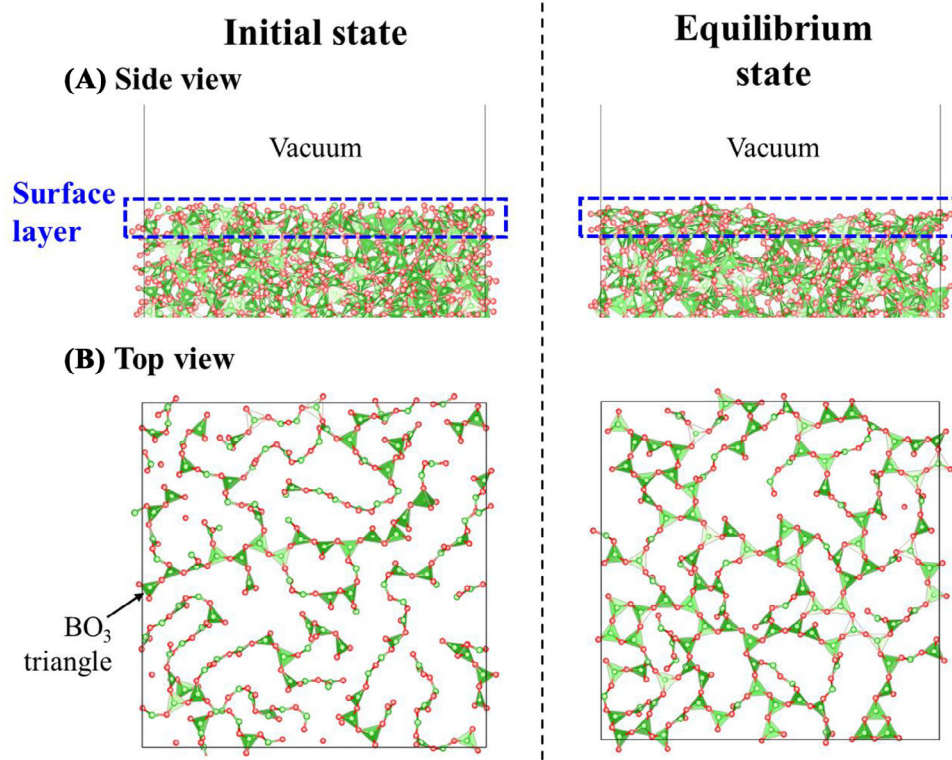 Initial state
Equilibrium
state
(A) Side view
Vacuum
Vacuum
Surface
layer
(B) Top view
BO₃
triangle